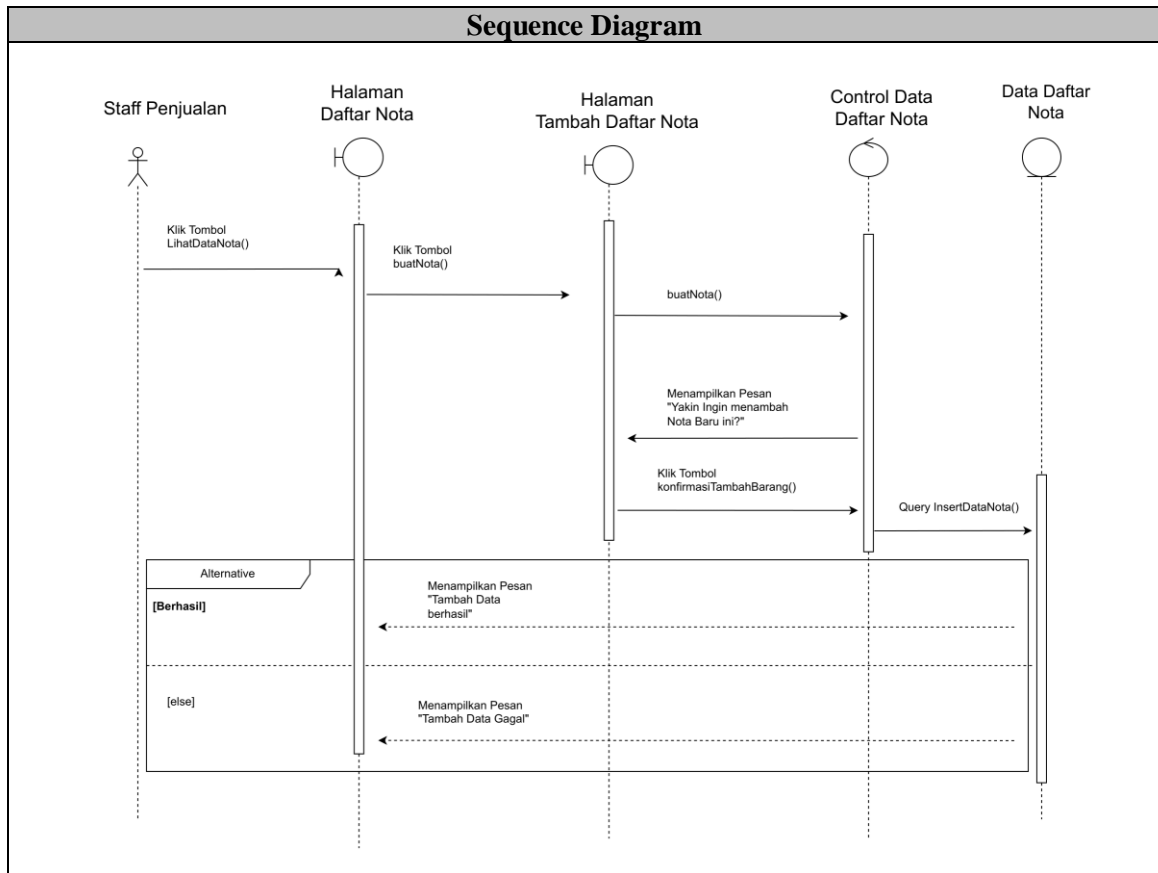 Sequence Diagram
Staff Penjualan
Halaman
Daftar Nota
Halaman
Tambah Daftar Nota
Control Data
Daftar Nota
Data Daftar
Nota
Klik Tombol
LihatDataNota()
Klik Tombol
buatNota()
buatNota()
Menampilkan Pesan
"Yakin Ingin menambah
Nota Baru ini?"
Klik Tombol
konfirmasiTambahBarang()
Query InsertDataNota()
Alternative
[Berhasil]
Menampilkan Pesan
"Tambah Data
berhasil"
[else]
Menampilkan Pesan
"Tambah Data Gagal"